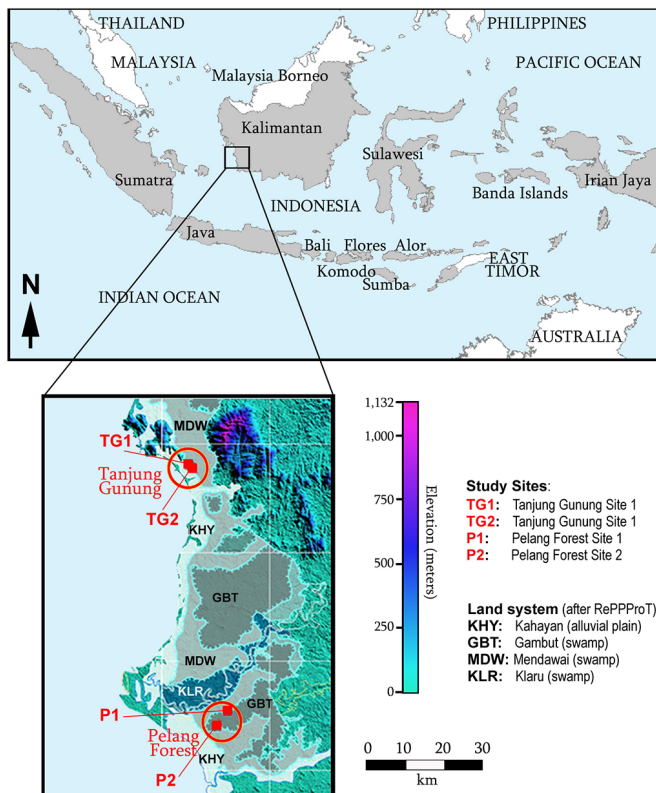 THAILAND
PHILIPPINES
MALAYSIA
PACIFIC OCEAN
Malaysia Borneo
Kalimantan
Sulawesi
Sumatra
Banda Islands
Irian Jaya
INDONESIA
Java
Bali Flores Alor
Komodo
Sumba
EAST
TIMOR
N
INDIAN OCEAN
AUSTRALIA
MDW
TG1
Tanjung
Gunung
TG2
KHY
GBT
MDW
KLR
GBT
P1
Pelang
Forest
P2
KHY
1,132
1,000
750
500
250
0
Elevation (meters)
Study Sites:
TG1: Tanjung Gunung Site 1
TG2: Tanjung Gunung Site 1
P1: Pelang Forest Site 1
P2: Pelang Forest Site 2
Land system (after RePPProT)
KHY: Kahayan (alluvial plain)
GBT: Gambut (swamp)
MDW: Mendawai (swamp)
KLR: Klaru (swamp)
0 10 20 30
km